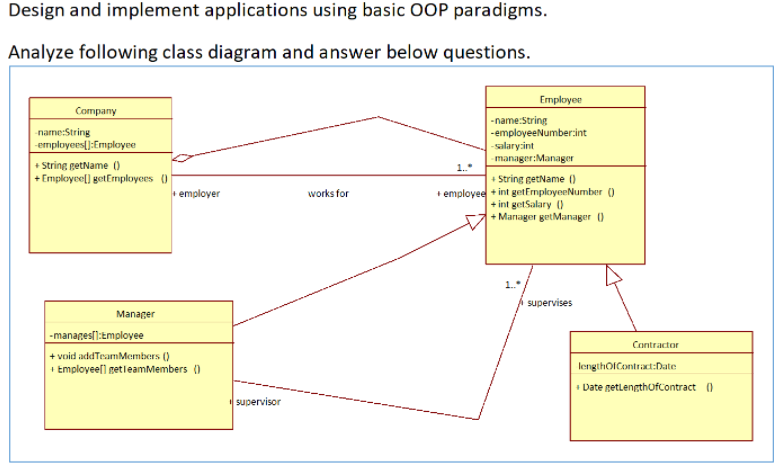 Design and implement applications using basic OOP paradigms.
Analyze following class diagram and answer below questions.
Company
-name:String
-employees[]:Employee
+ String getName ()
+ Employee[] getEmployees ()
Employee
-name:String
-employeeNumber:int
-salary:int
-manager:Manager
+ String getName ()
+ int getEmployeeNumber ()
+ int getSalary ()
+ Manager getManager ()
1..*
+ employer
works for
+ employee
1..*
+ supervises
Manager
-manages[]:Employee
+ void addTeamMembers ()
+ Employee[] getTeamMembers ()
+ supervisor
Contractor
lengthOfContract:Date
+ Date getLengthOfContract ()